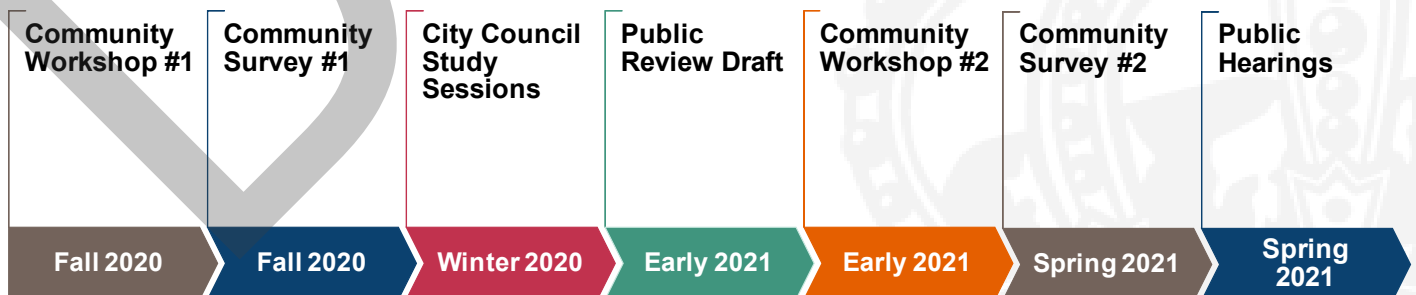 Community
Workshop #1
Community
Survey #1
City Council
Study
Sessions
Public
Review Draft
Community
Workshop #2
Community
Survey #2
Public
Hearings
Fall 2020
Fall 2020
Winter 2020
Early 2021
Early 2021
Spring 2021
Spring
2021